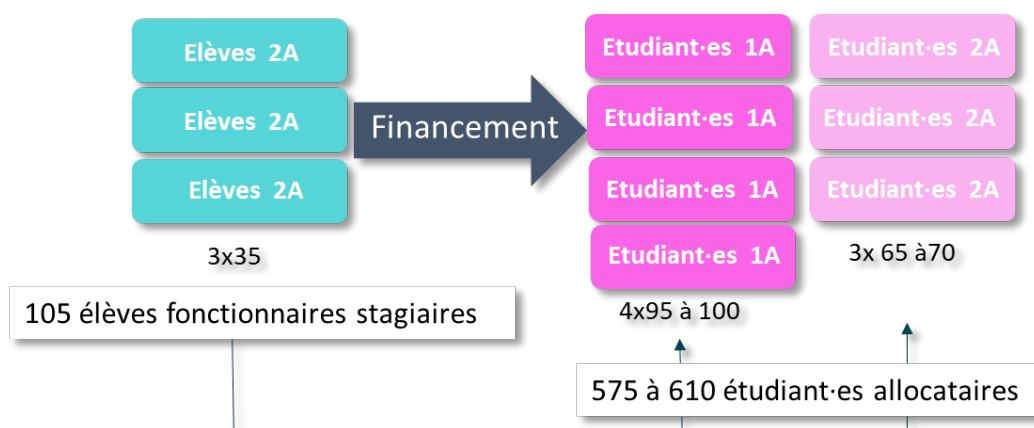 Elèves 2A
Elèves 2A
Elèves 2A
3x35
105 élèves fonctionnaires stagiaires
Financement
Etudiant·es 1A
Etudiant·es 1A
Etudiant·es 1A
Etudiant·es 1A
4x95 à 100
Etudiant·es 2A
Etudiant·es 2A
Etudiant·es 2A
3x 65 à70
575 à 610 étudiant·es allocataires